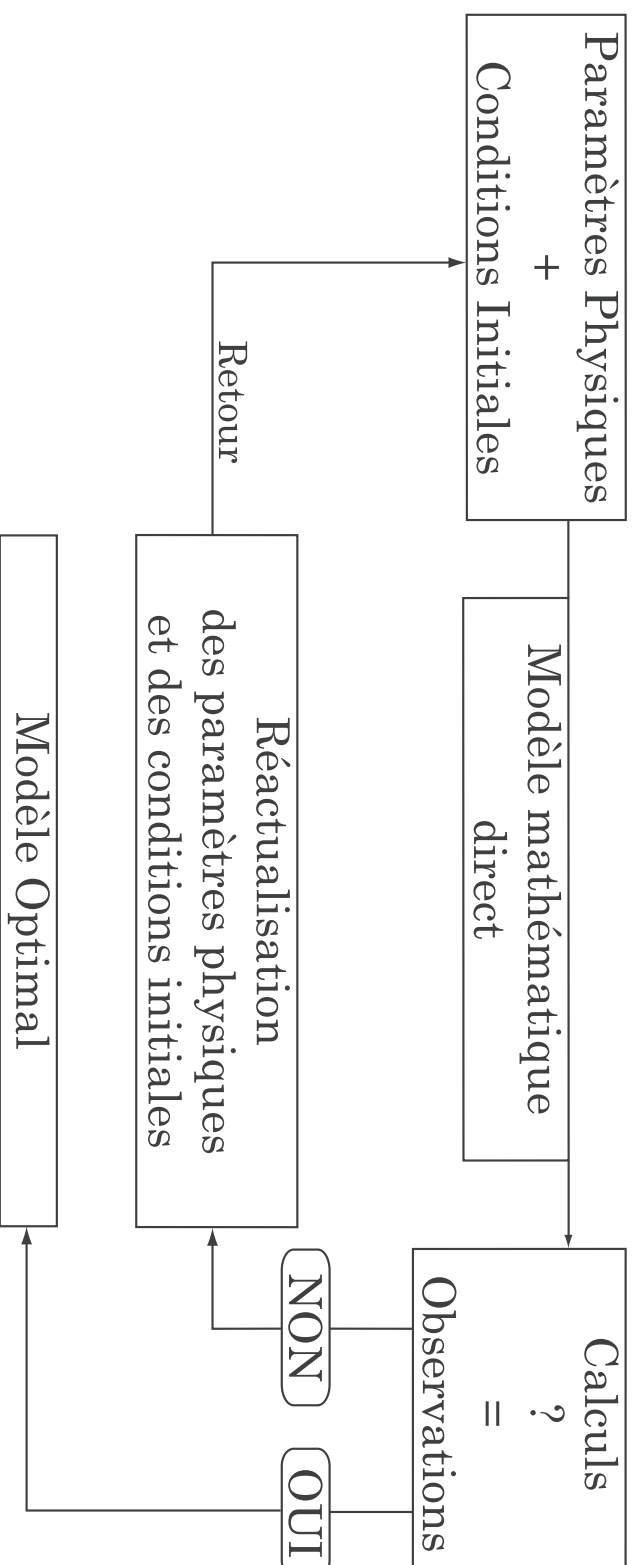 Paramètres Physiques
+
Conditions Initiales
Modèle mathématique
direct
Calculs
?
=
Observations
NON
OUI
Réactualisation
des paramètres physiques
et des conditions initiales
Retour
Modèle Optimal